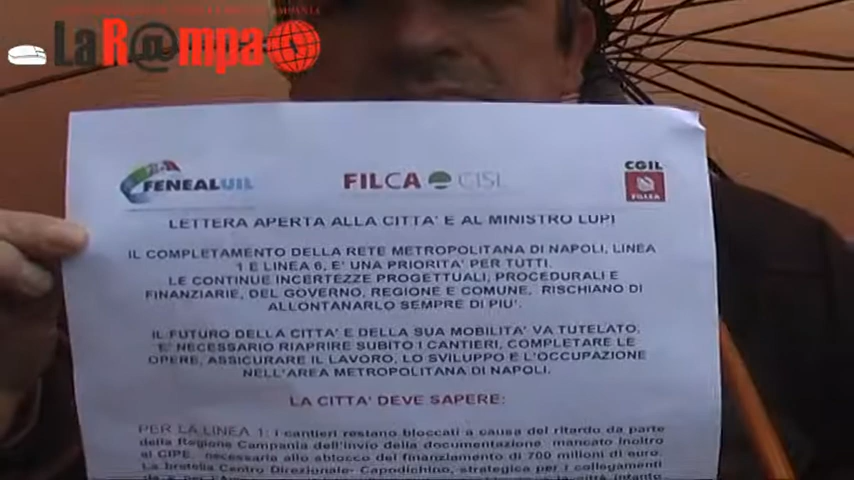 LaR@mpa
FENEALUIL
FILCA CISL
CGIL
FILLEA
LETTERA APERTA ALLA CITTA' E AL MINISTRO LUPI
IL COMPLETAMENTO DELLA RETE METROPOLITANA DI NAPOLI, LINEA
1 E LINEA 6, E' UNA PRIORITA' PER TUTTI.
LE CONTINUE INCERTEZZE PROGETTUALI, PROCEDURALI E
FINANZIARIE, DEL GOVERNO, REGIONE E COMUNE, RISCHIANO DI
ALLONTANARLO SEMPRE DI PIU'.
IL FUTURO DELLA CITTA' E DELLA SUA MOBILITA' VA TUTELATO.
E' NECESSARIO RIAPRIRE SUBITO I CANTIERI, COMPLETARE LE
OPERE, ASSICURARE IL LAVORO, LO SVILUPPO E L'OCCUPAZIONE
NELL'AREA METROPOLITANA DI NAPOLI.
LA CITTA' DEVE SAPERE:
PER LA LINEA 1: I cantieri restano bloccati a causa del ritardo da parte
della Regione Campania dell'invio della documentazione, mancato inoltro
al CIPE, necessaria allo sblocco del finanziamento di 700 milioni di euro.
La bretella Centro Direzionale- Capodichino, strategica per i collegamenti